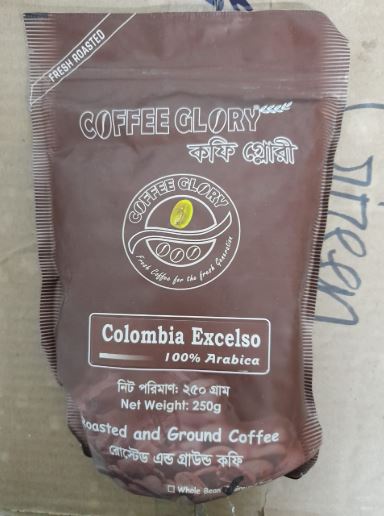 FRESH ROASTED
COFFEE GLORY
কফি গ্লোরী
COFFEE GLORY
Fresh Coffee for the fresh Generation
Colombia Excelso
100% Arabica
নিট পরিমাণ: ২৫০ গ্রাম
Net Weight: 250g
Roasted and Ground Coffee
রোস্টেড এন্ড গ্রাউন্ড কফি
Whole Bean